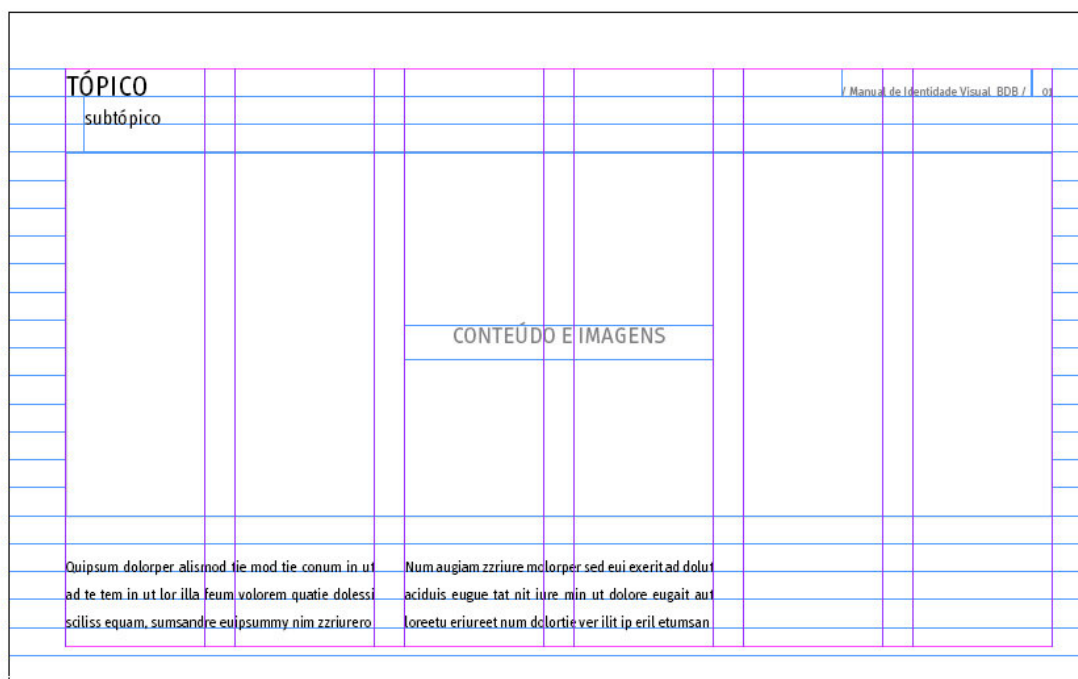 TÓPICO
/ Manual de Identidade Visual BDB / 01
subtópico
CONTEÚDO E IMAGENS
Quipsum dolorper alismod tie mod tie conum in ut
ad te tem in ut lor illa feum volorem quatie dolessi
sciliss equam, sumsandre euipsummy nim zzriurero
Num augiam zzriure molorper sed eui exerit ad dolut
aciduis eugue tat nit iure min ut dolore eugait aut
loreetu eriureet num dolortie ver ilit ip eril etumsan